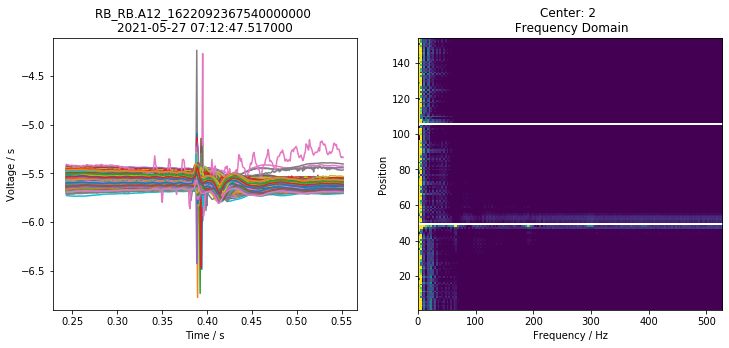 RB_RB.A12_1622092367540000000
2021-05-27 07:12:47.517000
Center: 2
Frequency Domain
−4.5
−5.0
−5.5
−6.0
−6.5
Voltage / s
0.25 0.30 0.35 0.40 0.45 0.50 0.55
Time / s
140
120
100
80
60
40
20
Position
0 100 200 300 400 500
Frequency / Hz